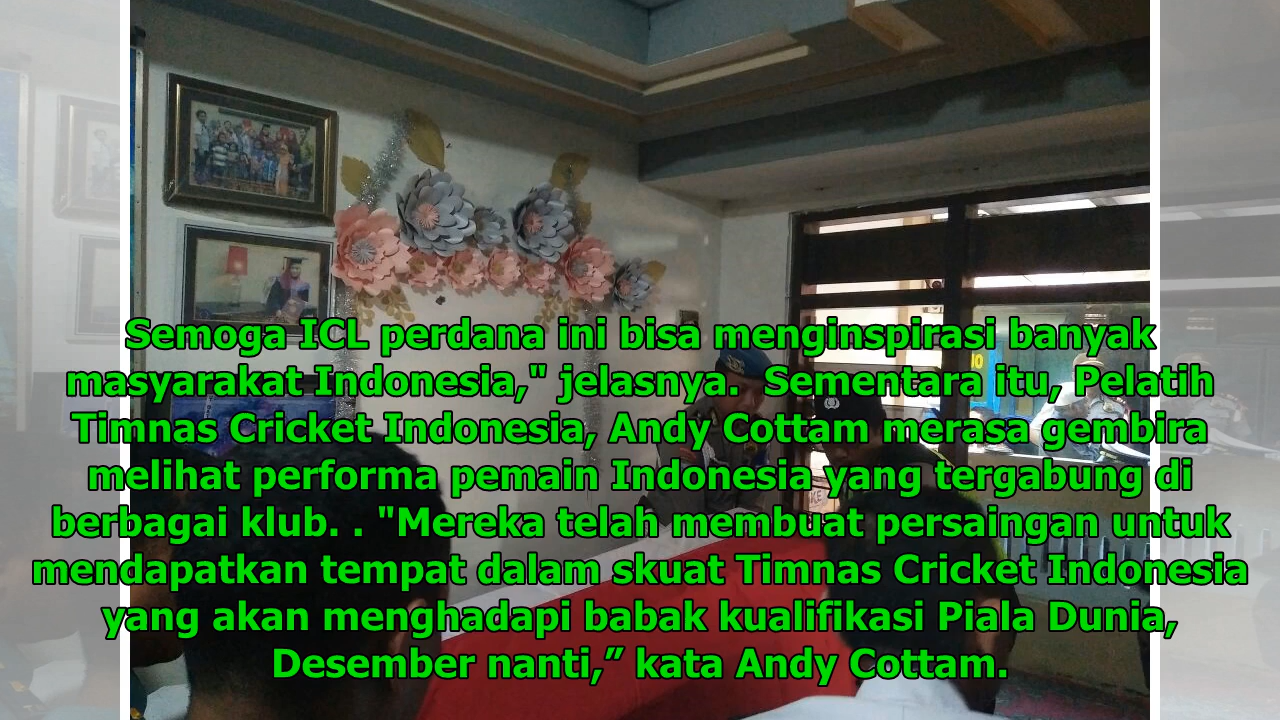 Semoga ICL perdana ini bisa menginspirasi banyak
masyarakat Indonesia," jelasnya.  Sementara itu, Pelatih
Timnas Cricket Indonesia, Andy Cottam merasa gembira
melihat performa pemain Indonesia yang tergabung di
berbagai klub. . "Mereka telah membuat persaingan untuk
mendapatkan tempat dalam skuat Timnas Cricket Indonesia
yang akan menghadapi babak kualifikasi Piala Dunia,
Desember nanti,” kata Andy Cottam.